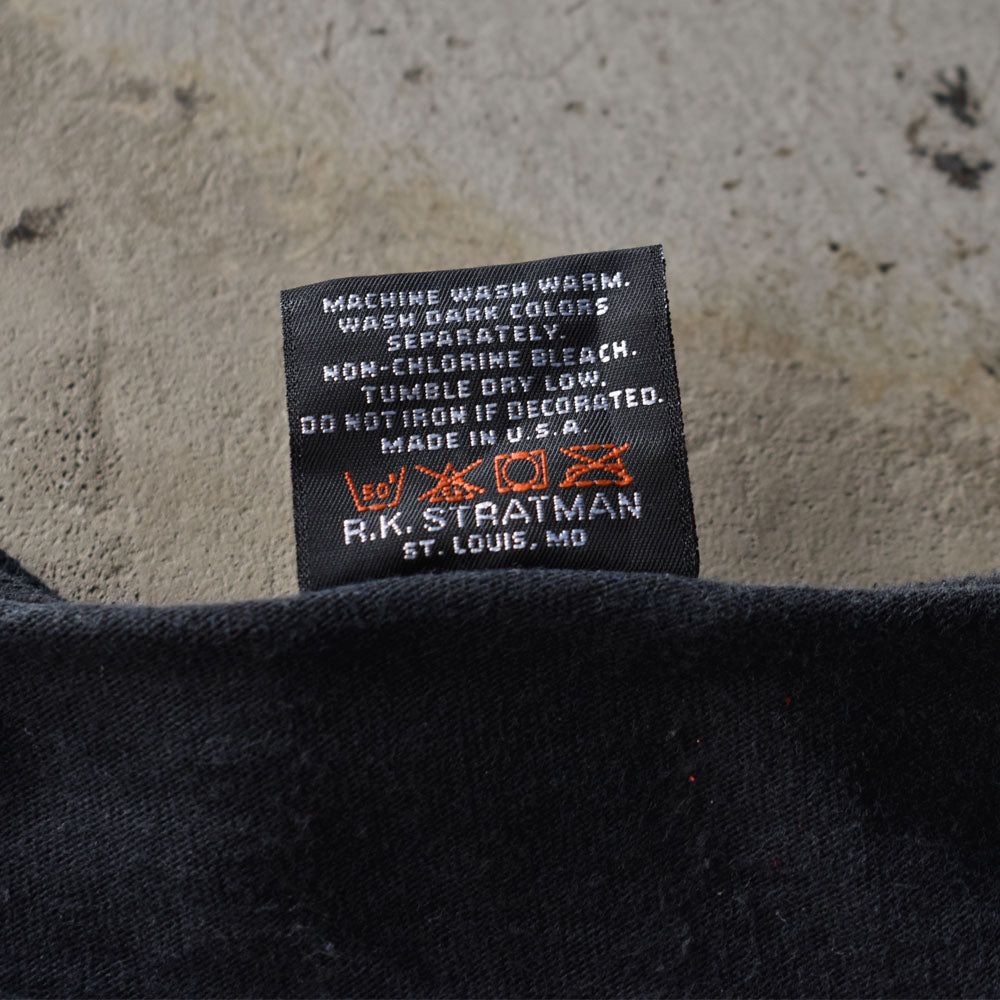 MACHINE WASH WARM.
WASH DARK COLORS
SEPARATELY.
NON-CHLORINE BLEACH.
TUMBLE DRY LOW.
DO NOT IRON IF DECORATED.
MADE IN U.S.A.
50°
R.K. STRATMAN
ST. LOUIS, MO